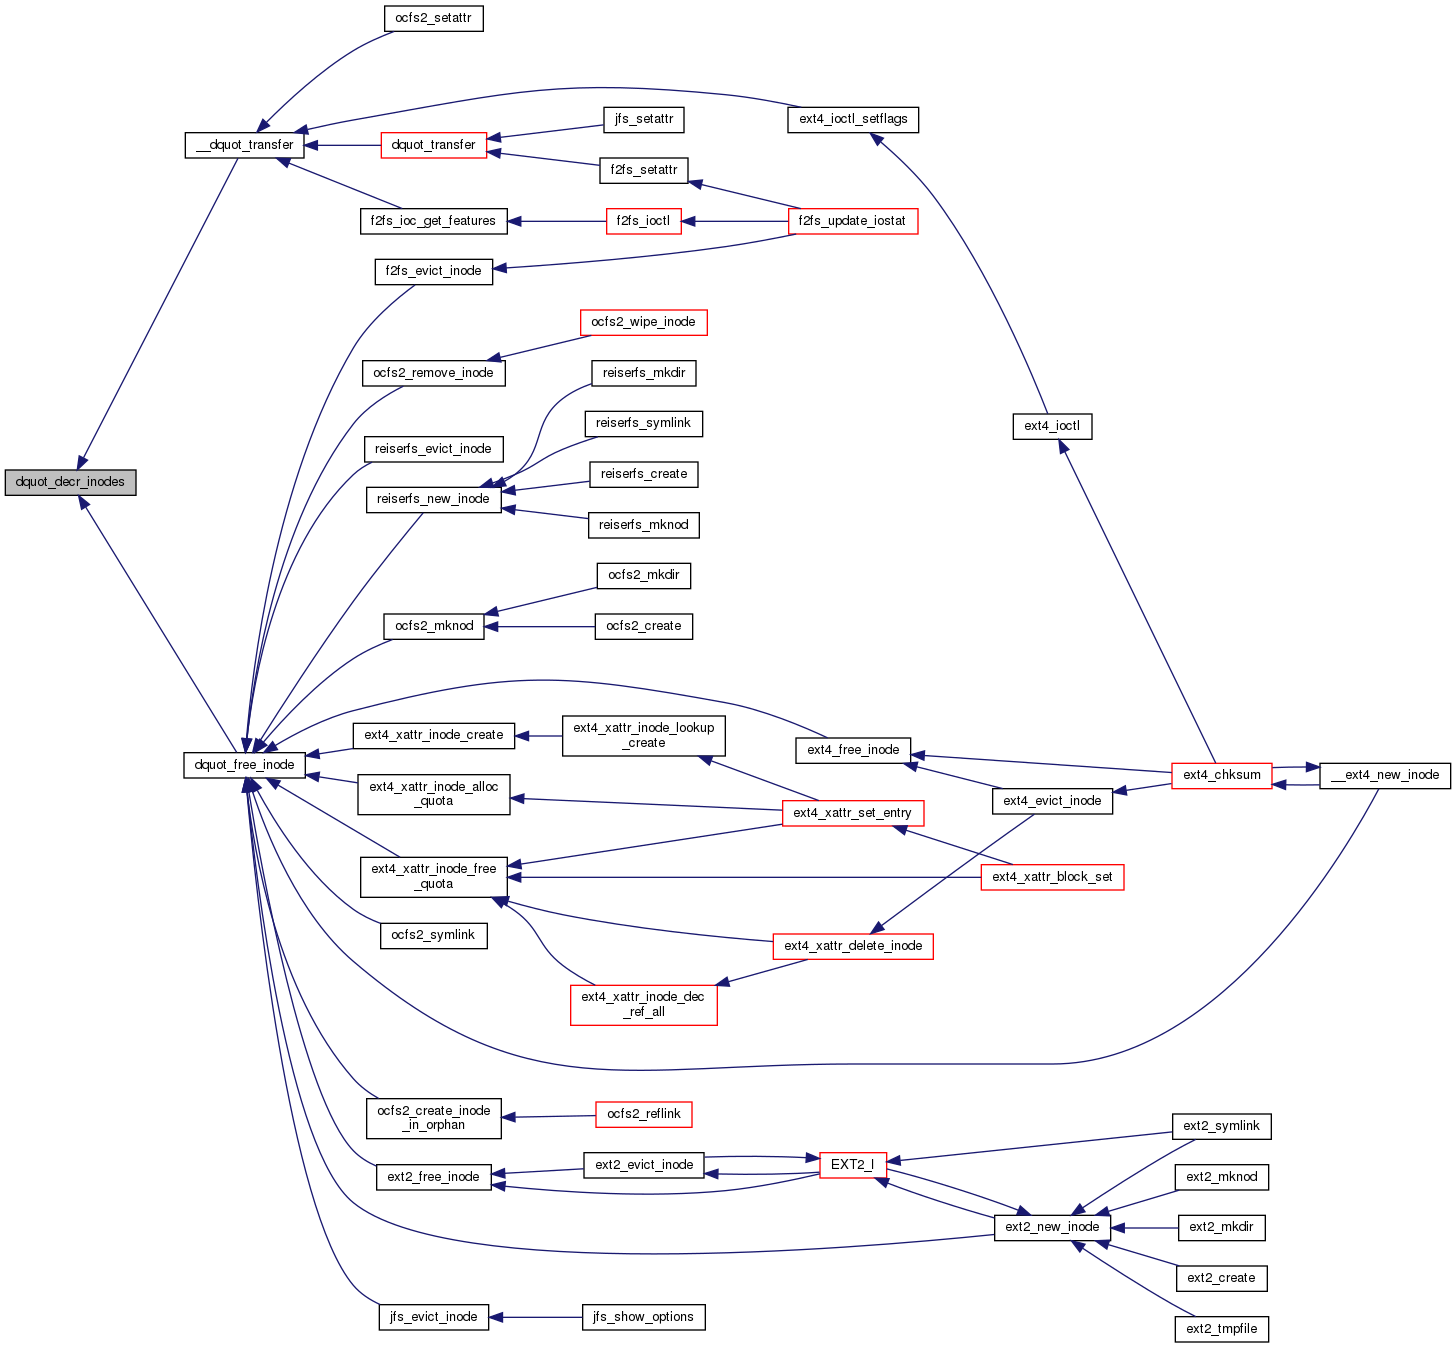 ocfs2_setattr
ext4_ioctl_setflags
jfs_setattr
__dquot_transfer
dquot_transfer
f2fs_setattr
f2fs_ioc_get_features
f2fs_ioctl
f2fs_update_iostat
f2fs_evict_inode
ocfs2_wipe_inode
ocfs2_remove_inode
reiserfs_mkdir
reiserfs_symlink
ext4_ioctl
reiserfs_evict_inode
reiserfs_create
dquot_decr_inodes
reiserfs_new_inode
reiserfs_mknod
ocfs2_mkdir
ocfs2_mknod
ocfs2_create
ext4_xattr_inode_create
ext4_xattr_inode_lookup
_create
ext4_free_inode
dquot_free_inode
ext4_chksum
__ext4_new_inode
ext4_xattr_inode_alloc
_quota
ext4_evict_inode
ext4_xattr_set_entry
ext4_xattr_inode_free
_quota
ext4_xattr_block_set
ocfs2_symlink
ext4_xattr_delete_inode
ext4_xattr_inode_dec
_ref_all
ocfs2_create_inode
_in_orphan
ocfs2_reflink
ext2_symlink
ext2_free_inode
ext2_evict_inode
EXT2_I
ext2_mknod
ext2_new_inode
ext2_mkdir
ext2_create
jfs_evict_inode
jfs_show_options
ext2_tmpfile